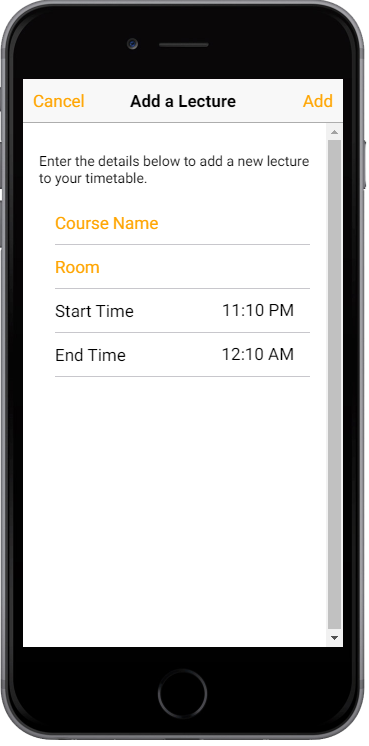 Cancel Add a Lecture Add
Enter the details below to add a new lecture
to your timetable.
Course Name
Room
Start Time 11:10 PM
End Time 12:10 AM